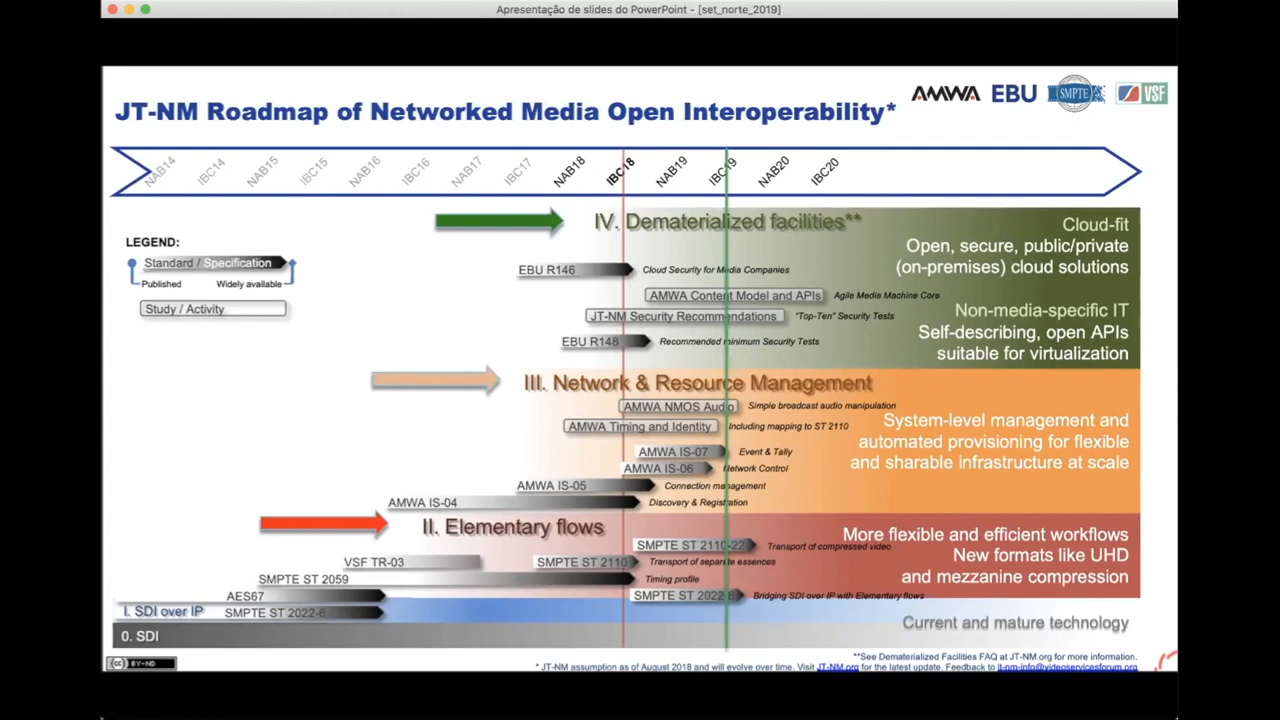 Apresentação de slides do PowerPoint - [set_norte_2019]
JT-NM Roadmap of Networked Media Open Interoperability*
AMWA EBU SMPTE VSF
NAB14 IBC14 NAB15 IBC15 NAB16 IBC16 NAB17 IBC17 NAB18 IBC18 NAB19 IBC19 NAB20 IBC20
LEGEND:
Standard / Specification
Published Widely available
Study / Activity
IV. Dematerialized facilities**
Cloud-fit
Open, secure, public/private
(on-premises) cloud solutions
EBU R146 Cloud Security for Media Companies
AMWA Content Model and APIs Agile Media Machine Core
JT-NM Security Recommendations "Top-Ten" Security Tests
EBU R148 Recommended minimum Security Tests
Non-media-specific IT
Self-describing, open APIs
suitable for virtualization
III. Network & Resource Management
AMWA NMOS Audio Simple broadcast audio manipulation
AMWA Timing and Identity Including mapping to ST 2110
AMWA IS-07 Event & Tally
AMWA IS-06 Network Control
AMWA IS-05 Connection management
AMWA IS-04 Discovery & Registration
System-level management and
automated provisioning for flexible
and sharable infrastructure at scale
II. Elementary flows
SMPTE ST 2110-22 Transport of compressed video
VSF TR-03 SMPTE ST 2110 Transport of separate essences
SMPTE ST 2059 Timing profile
AES67 SMPTE ST 2022-8 Bridging SDI over IP with Elementary flows
More flexible and efficient workflows
New formats like UHD
and mezzanine compression
I. SDI over IP SMPTE ST 2022-6
Current and mature technology
0. SDI
cc BY-ND
**See Dematerialized Facilities FAQ at JT-NM.org for more information.
* JT-NM assumption as of August 2018 and will evolve over time. Visit JT-NM.org for the latest update. Feedback to jt-nm-info@videoservicesforum.org